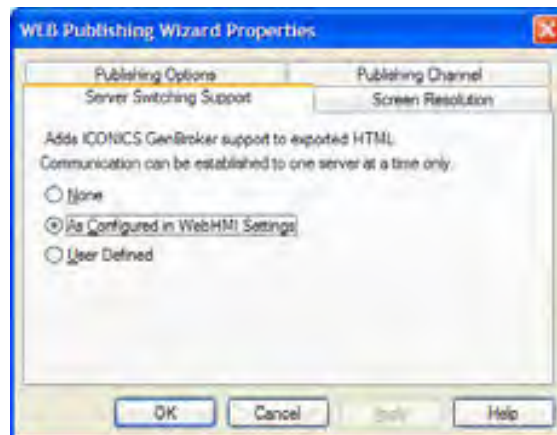 WEB Publishing Wizard Properties
Publishing Options
Publishing Channel
Server Switching Support
Screen Resolution
Adds ICONICS GenBroker support to exported HTML.
Communication can be established to one server at a time only.
None
As Configured in WebHMI Settings
User Defined
OK
Cancel
Apply
Help